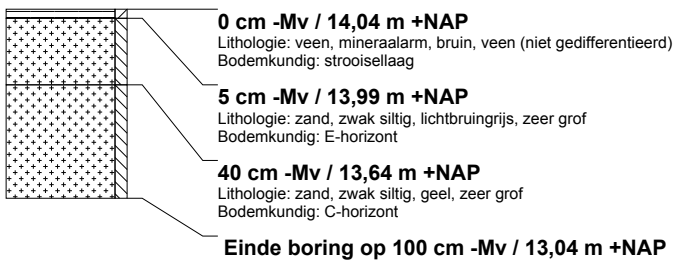 0 cm -Mv / 14,04 m +NAP
Lithologie: veen, mineraalarm, bruin, veen (niet gedifferentieerd)
Bodemkundig: strooisellaag
5 cm -Mv / 13,99 m +NAP
Lithologie: zand, zwak siltig, lichtbruingrijs, zeer grof
Bodemkundig: E-horizont
40 cm -Mv / 13,64 m +NAP
Lithologie: zand, zwak siltig, geel, zeer grof
Bodemkundig: C-horizont
Einde boring op 100 cm -Mv / 13,04 m +NAP